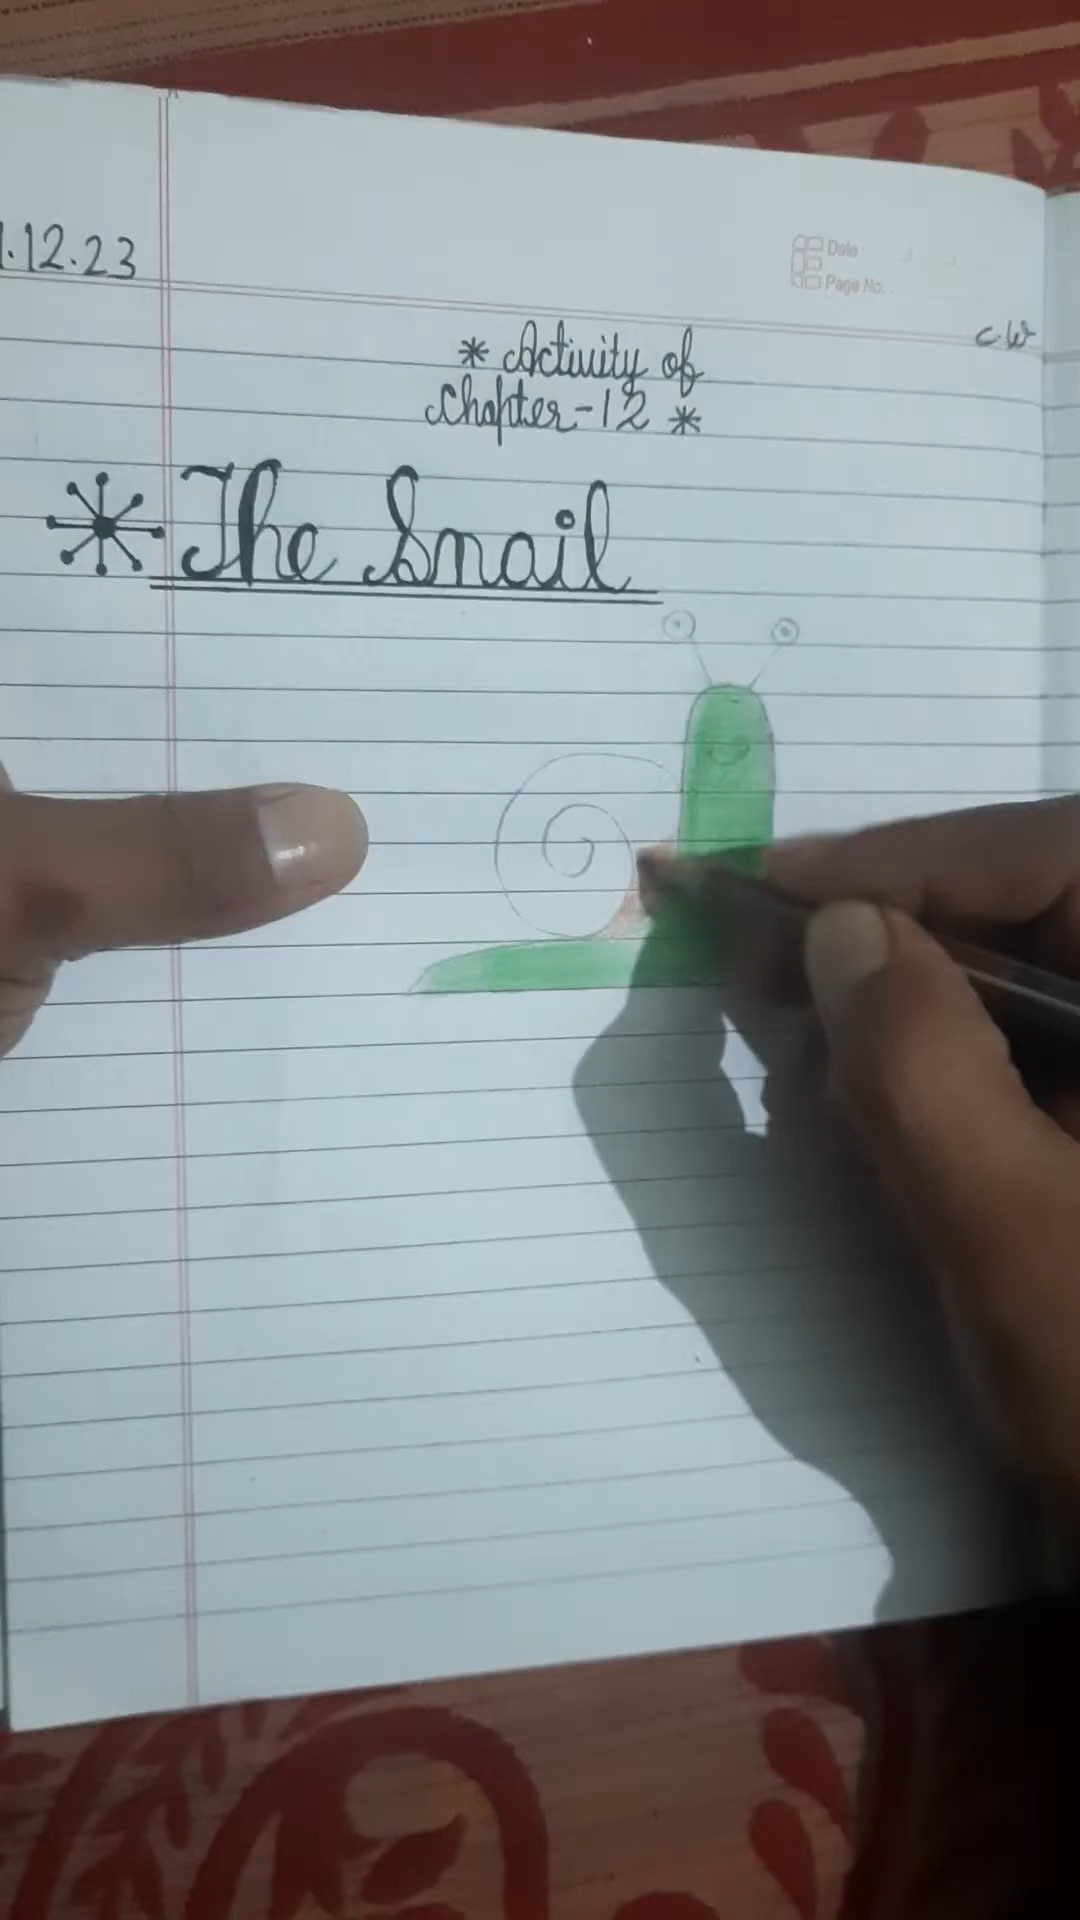 .12.23
Date
Page No.
C.W
* Activity of
Chapter-12 *
The Snail